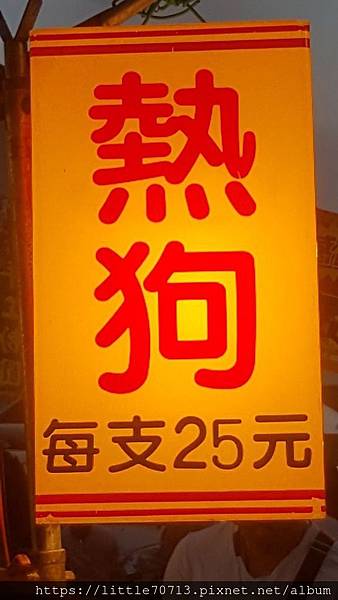 熱
狗
每支25元
https://little70713.pixnet.net/album